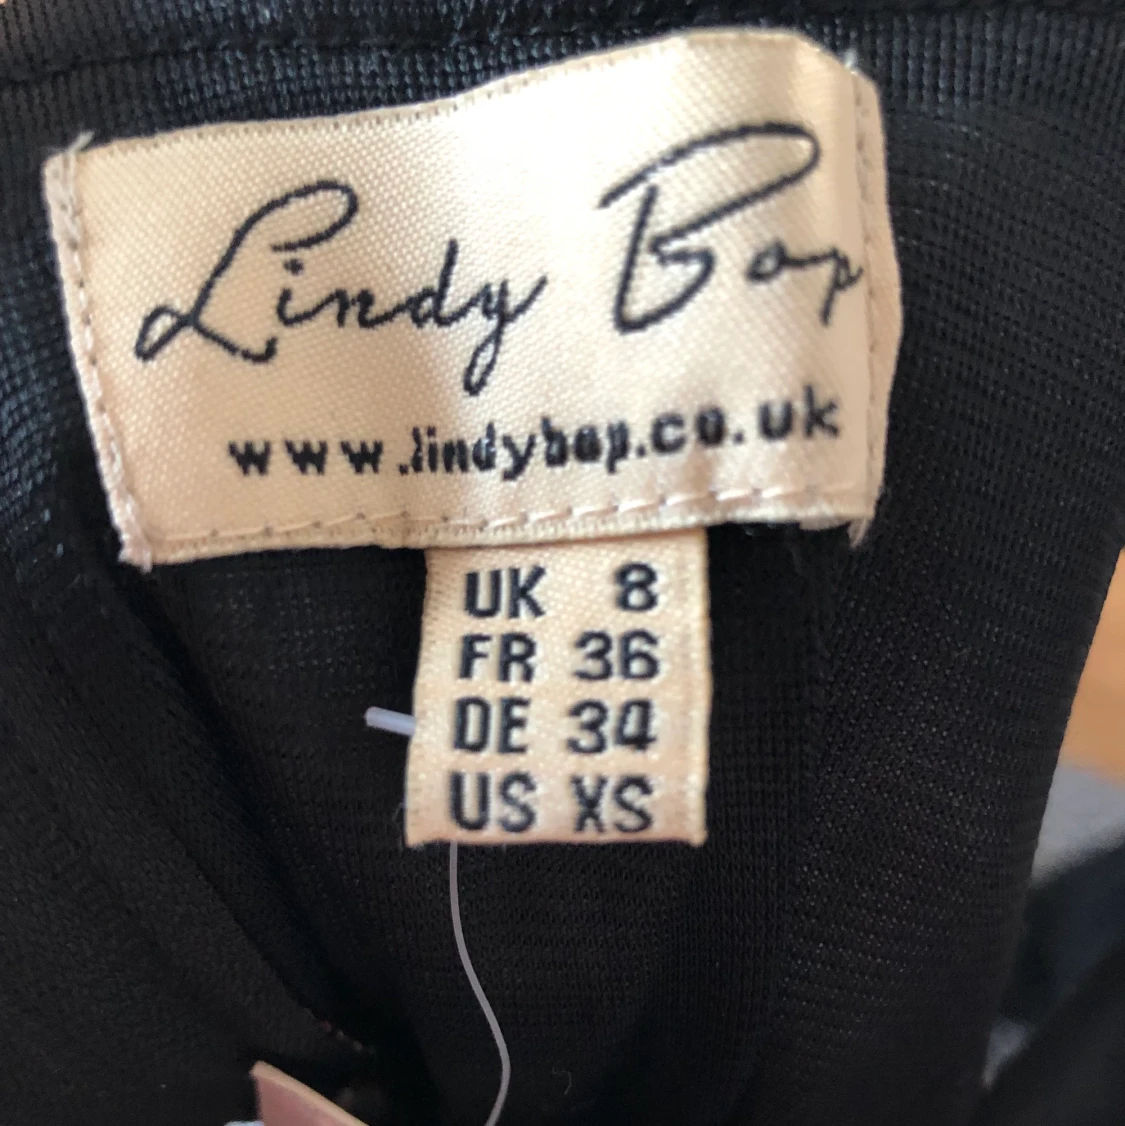 Lindy Bop
www.lindybop.co.uk
UK 8
FR 36
DE 34
US XS